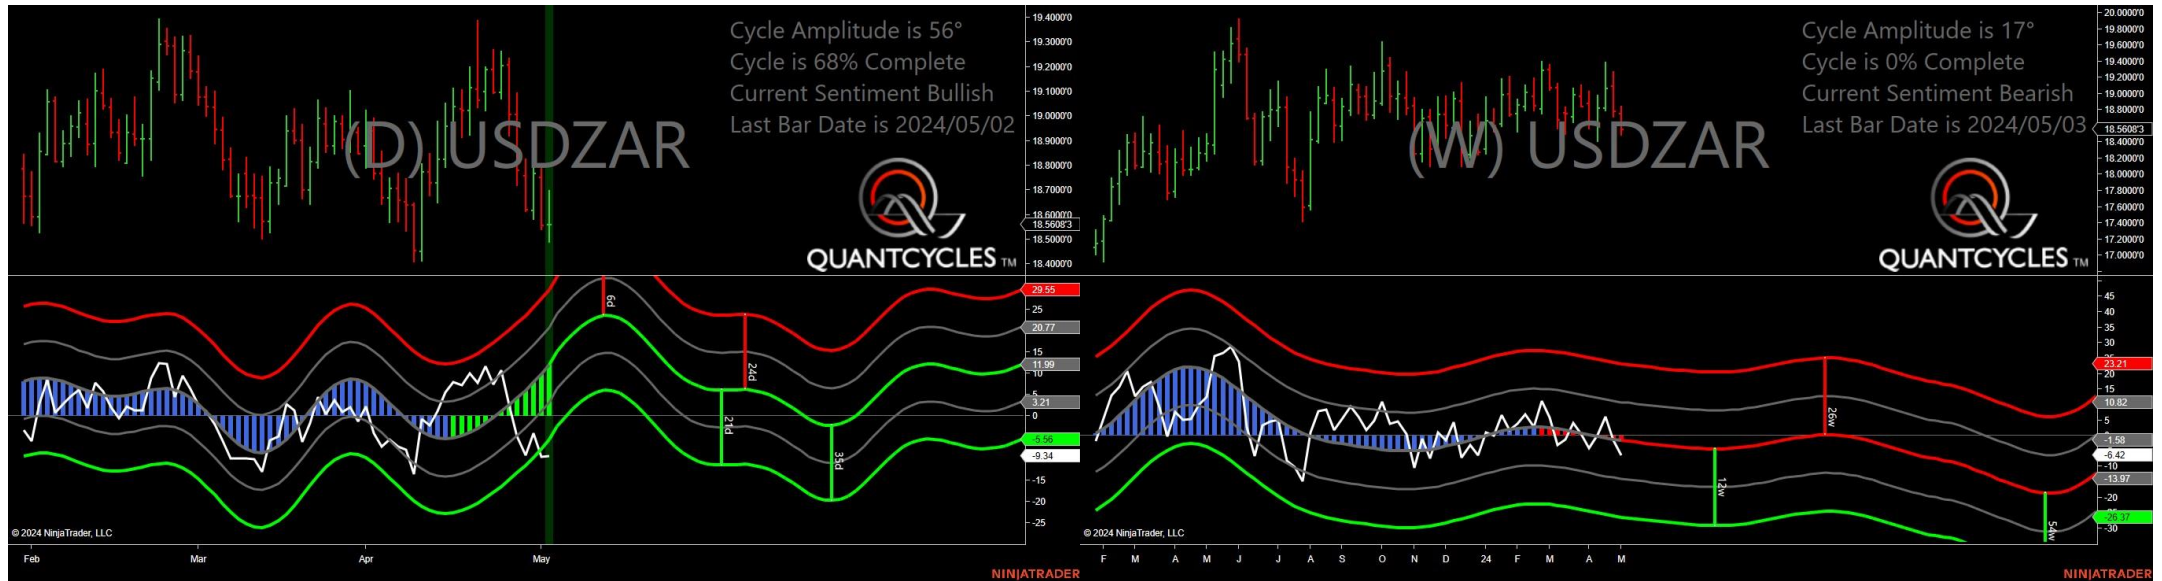 Cycle Amplitude is 56°
Cycle is 68% Complete
Current Sentiment Bullish
Last Bar Date is 2024/05/02
(D) USDZAR
QUANTCYCLES TM
19.4000'0
19.3000'0
19.2000'0
19.1000'0
19.0000'0
18.9000'0
18.8000'0
18.7000'0
18.6000'0
18.5608'3
18.5000'0
18.4000'0
6d
24d
21d
35d
29.55
25
20.77
15
11.99
10
3.21
0
-5.56
-9.34
-15
-20
-25
© 2024 NinjaTrader, LLC
Feb
Mar
Apr
May
NINJATRADER
Cycle Amplitude is 17°
Cycle is 0% Complete
Current Sentiment Bearish
Last Bar Date is 2024/05/03
(W) USDZAR
QUANTCYCLES TM
20.0000'0
19.8000'0
19.6000'0
19.4000'0
19.2000'0
19.0000'0
18.8000'0
18.5608'3
18.4000'0
18.2000'0
18.0000'0
17.8000'0
17.6000'0
17.4000'0
17.2000'0
17.0000'0
26w
12w
54w
45
40
35
30
23.21
20
15
10.82
5
-1.58
-6.42
-10
-13.97
-20
-26.37
-30
© 2024 NinjaTrader, LLC
F
M
A
M
J
J
A
S
O
N
D
24
F
M
A
M
NINJATRADER